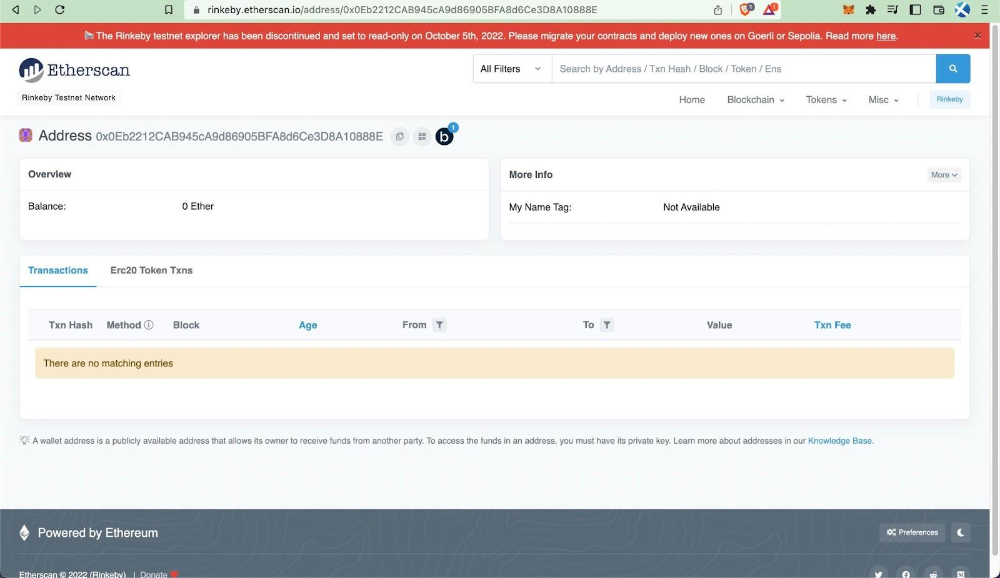 rinkeby.etherscan.io/address/0x0Eb2212CAB945cA9d86905BFA8d6Ce3D8A10888E
1
1
The Rinkeby testnet explorer has been discontinued and set to read-only on October 5th, 2022. Please migrate your contracts and deploy new ones on Goerli or Sepolia. Read more here.
Etherscan
All Filters
Search by Address / Txn Hash / Block / Token / Ens
Rinkeby Testnet Network
Home Blockchain Tokens Misc Rinkeby
Address 0x0Eb2212CAB945cA9d86905BFA8d6Ce3D8A10888E b 1
Overview
Balance: 0 Ether
More Info More
My Name Tag: Not Available
Transactions Erc20 Token Txns
Txn Hash Method Block Age From To Value Txn Fee
There are no matching entries
A wallet address is a publicly available address that allows its owner to receive funds from another party. To access the funds in an address, you must have its private key. Learn more about addresses in our Knowledge Base.
Powered by Ethereum
Preferences
Etherscan © 2022 (Rinkeby) | Donate